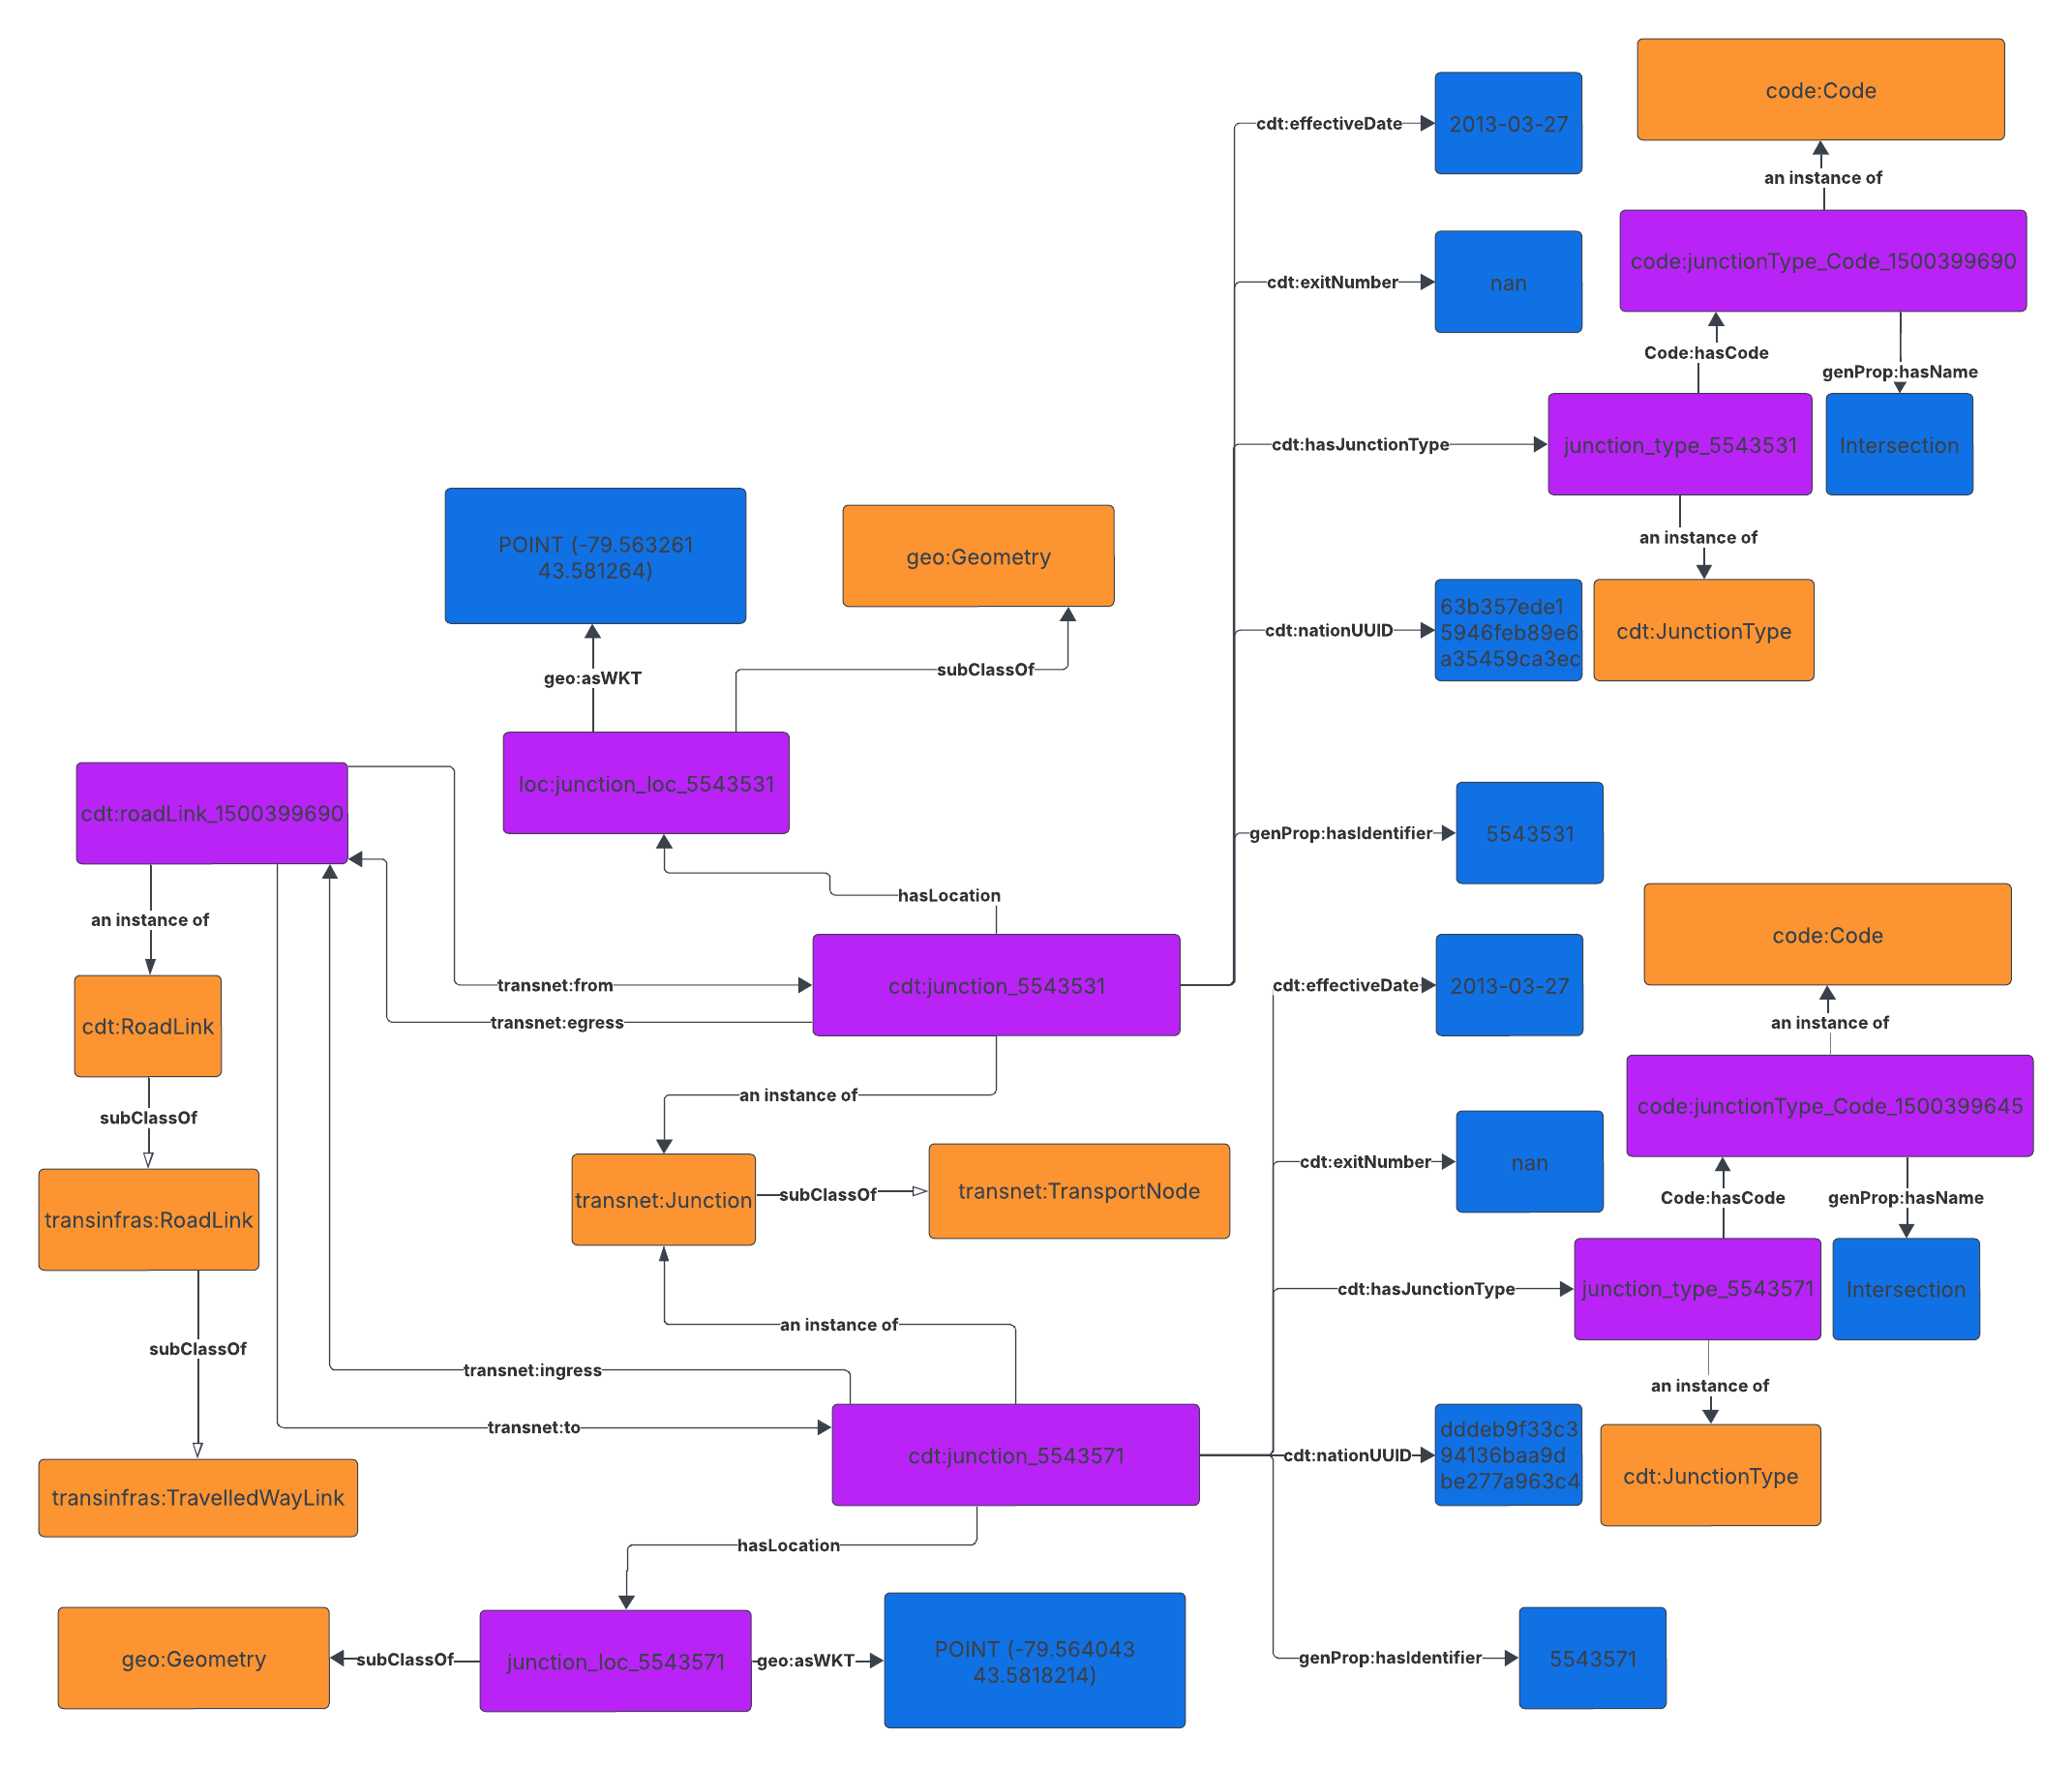 code:Code
cdt:effectiveDate
2013-03-27
an instance of
code:junctionType_Code_1500399690
cdt:exitNumber
nan
Code:hasCode
genProp:hasName
cdt:hasJunctionType
junction_type_5543531
Intersection
POINT (-79.563261
43.581264)
geo:Geometry
an instance of
cdt:nationUUID
63b357ede1
5946feb89e6
a35459ca3ec
cdt:JunctionType
geo:asWKT
subClassOf
loc:junction_loc_5543531
cdt:roadLink_1500399690
genProp:hasIdentifier
5543531
hasLocation
an instance of
code:Code
transnet:from
cdt:junction_5543531
cdt:effectiveDate
2013-03-27
transnet:egress
an instance of
cdt:RoadLink
subClassOf
an instance of
code:junctionType_Code_1500399645
cdt:exitNumber
nan
transinfras:RoadLink
transnet:Junction
subClassOf
transnet:TransportNode
Code:hasCode
genProp:hasName
cdt:hasJunctionType
junction_type_5543571
Intersection
subClassOf
an instance of
transnet:ingress
an instance of
transnet:to
cdt:junction_5543571
cdt:nationUUID
dddeb9f33c3
94136baa9d
be277a963c4
cdt:JunctionType
transinfras:TravelledWayLink
hasLocation
geo:Geometry
subClassOf
junction_loc_5543571
geo:asWKT
POINT (-79.564043
43.5818214)
genProp:hasIdentifier
5543571